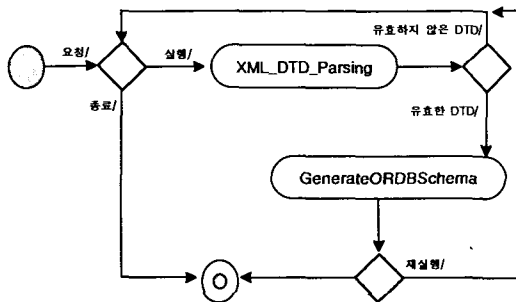 유효하지 않은 DTD/
요청/
실행/
XML_DTD_Parsing
종료/
유효한 DTD/
GenerateORDBSchema
재실행/